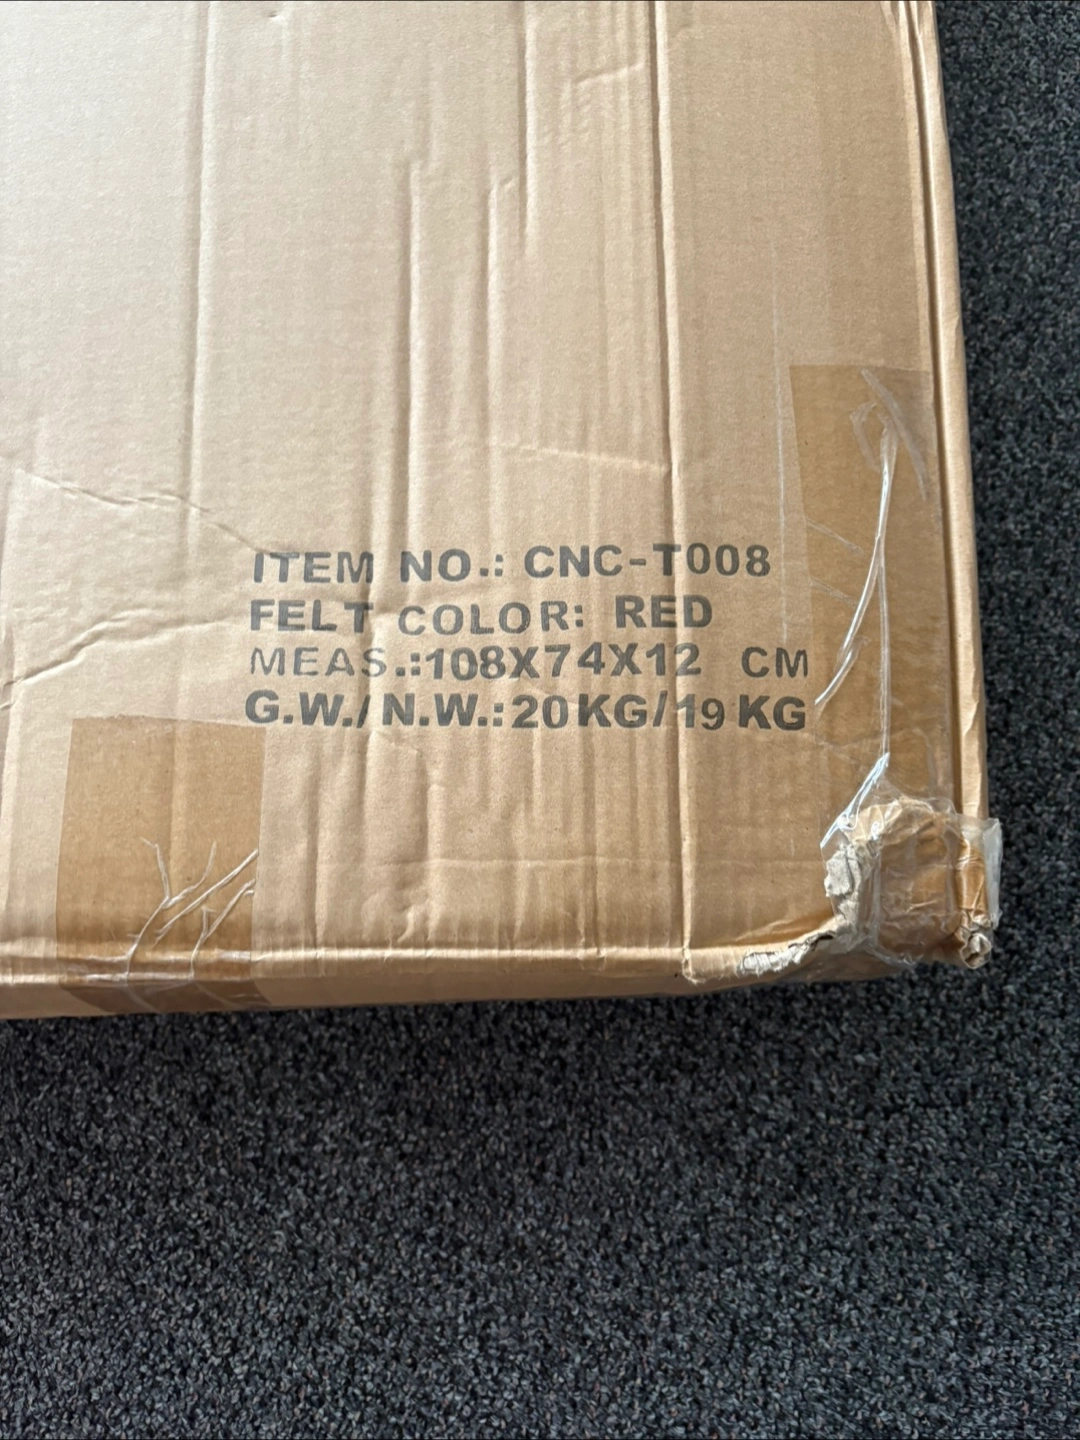 ITEM NO.: CNC-T008
FELT COLOR: RED
MEAS.:108X74X12 CM
G.W./N.W.:20KG/19KG